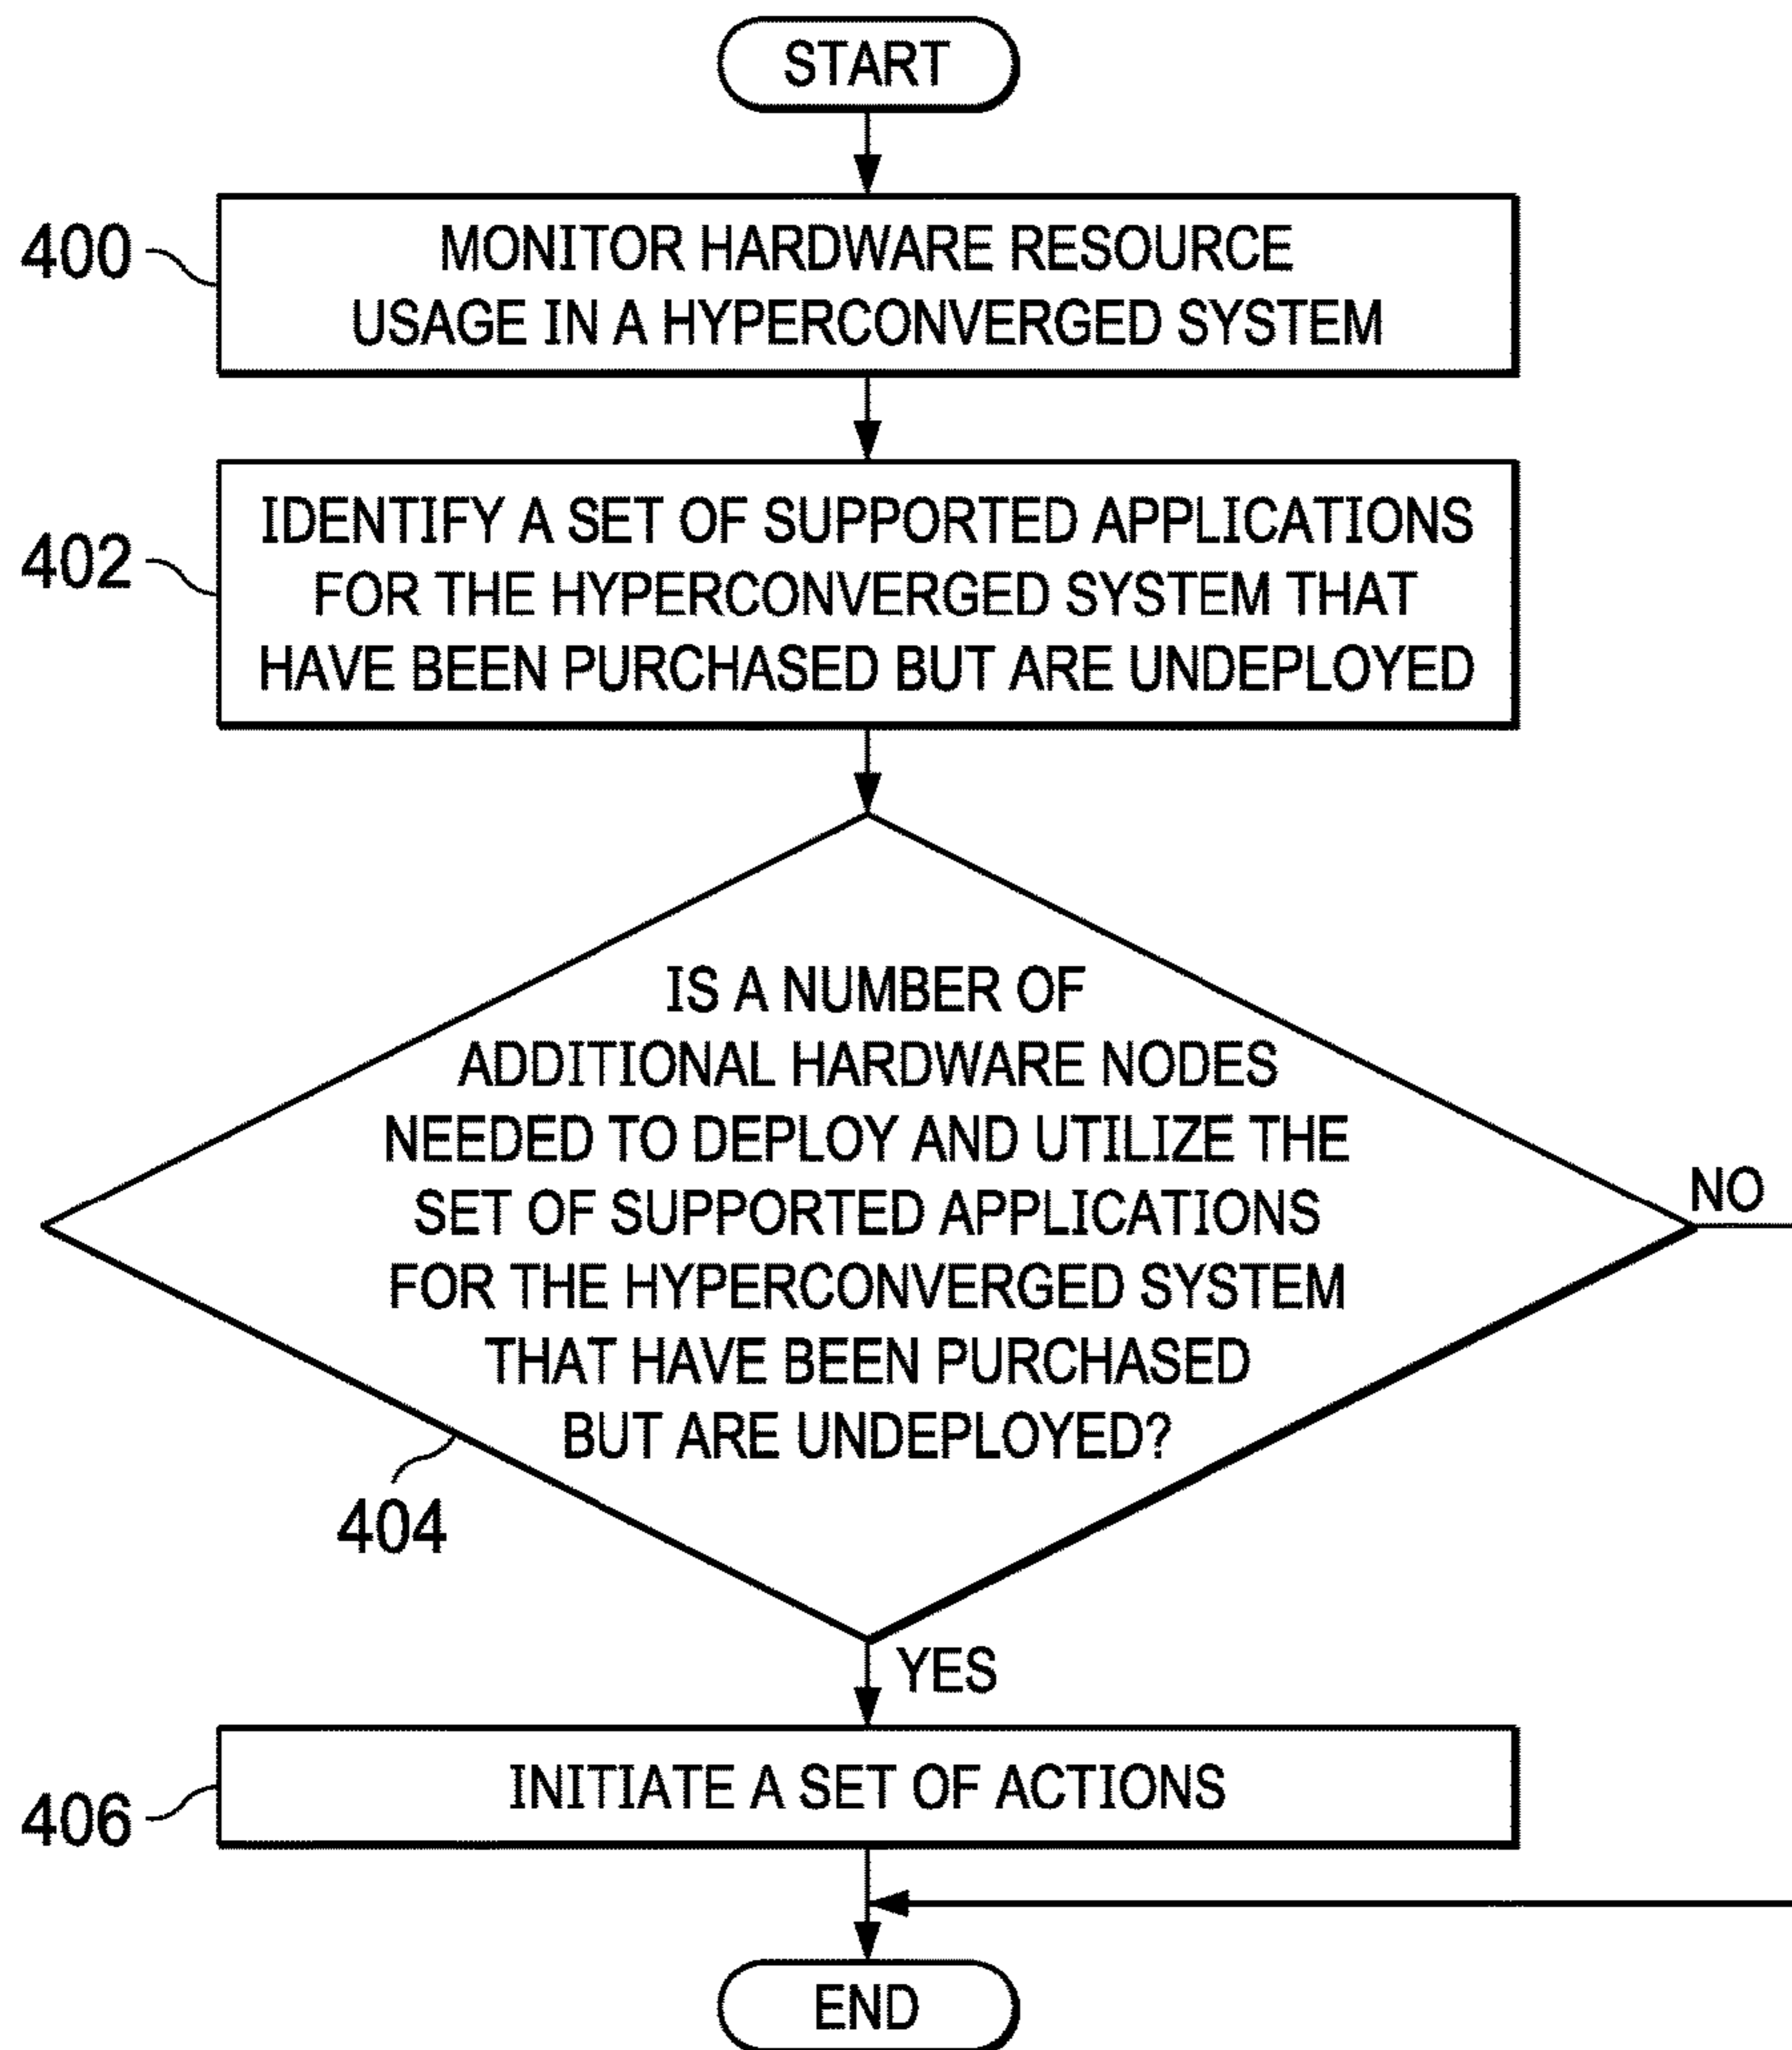 START
400
MONITOR HARDWARE RESOURCE
USAGE IN A HYPERCONVERGED SYSTEM
402
IDENTIFY A SET OF SUPPORTED APPLICATIONS
FOR THE HYPERCONVERGED SYSTEM THAT
HAVE BEEN PURCHASED BUT ARE UNDEPLOYED
IS A NUMBER OF
ADDITIONAL HARDWARE NODES
NEEDED TO DEPLOY AND UTILIZE THE
SET OF SUPPORTED APPLICATIONS
FOR THE HYPERCONVERGED SYSTEM
THAT HAVE BEEN PURCHASED
BUT ARE UNDEPLOYED?
NO
404
YES
406
INITIATE A SET OF ACTIONS
END